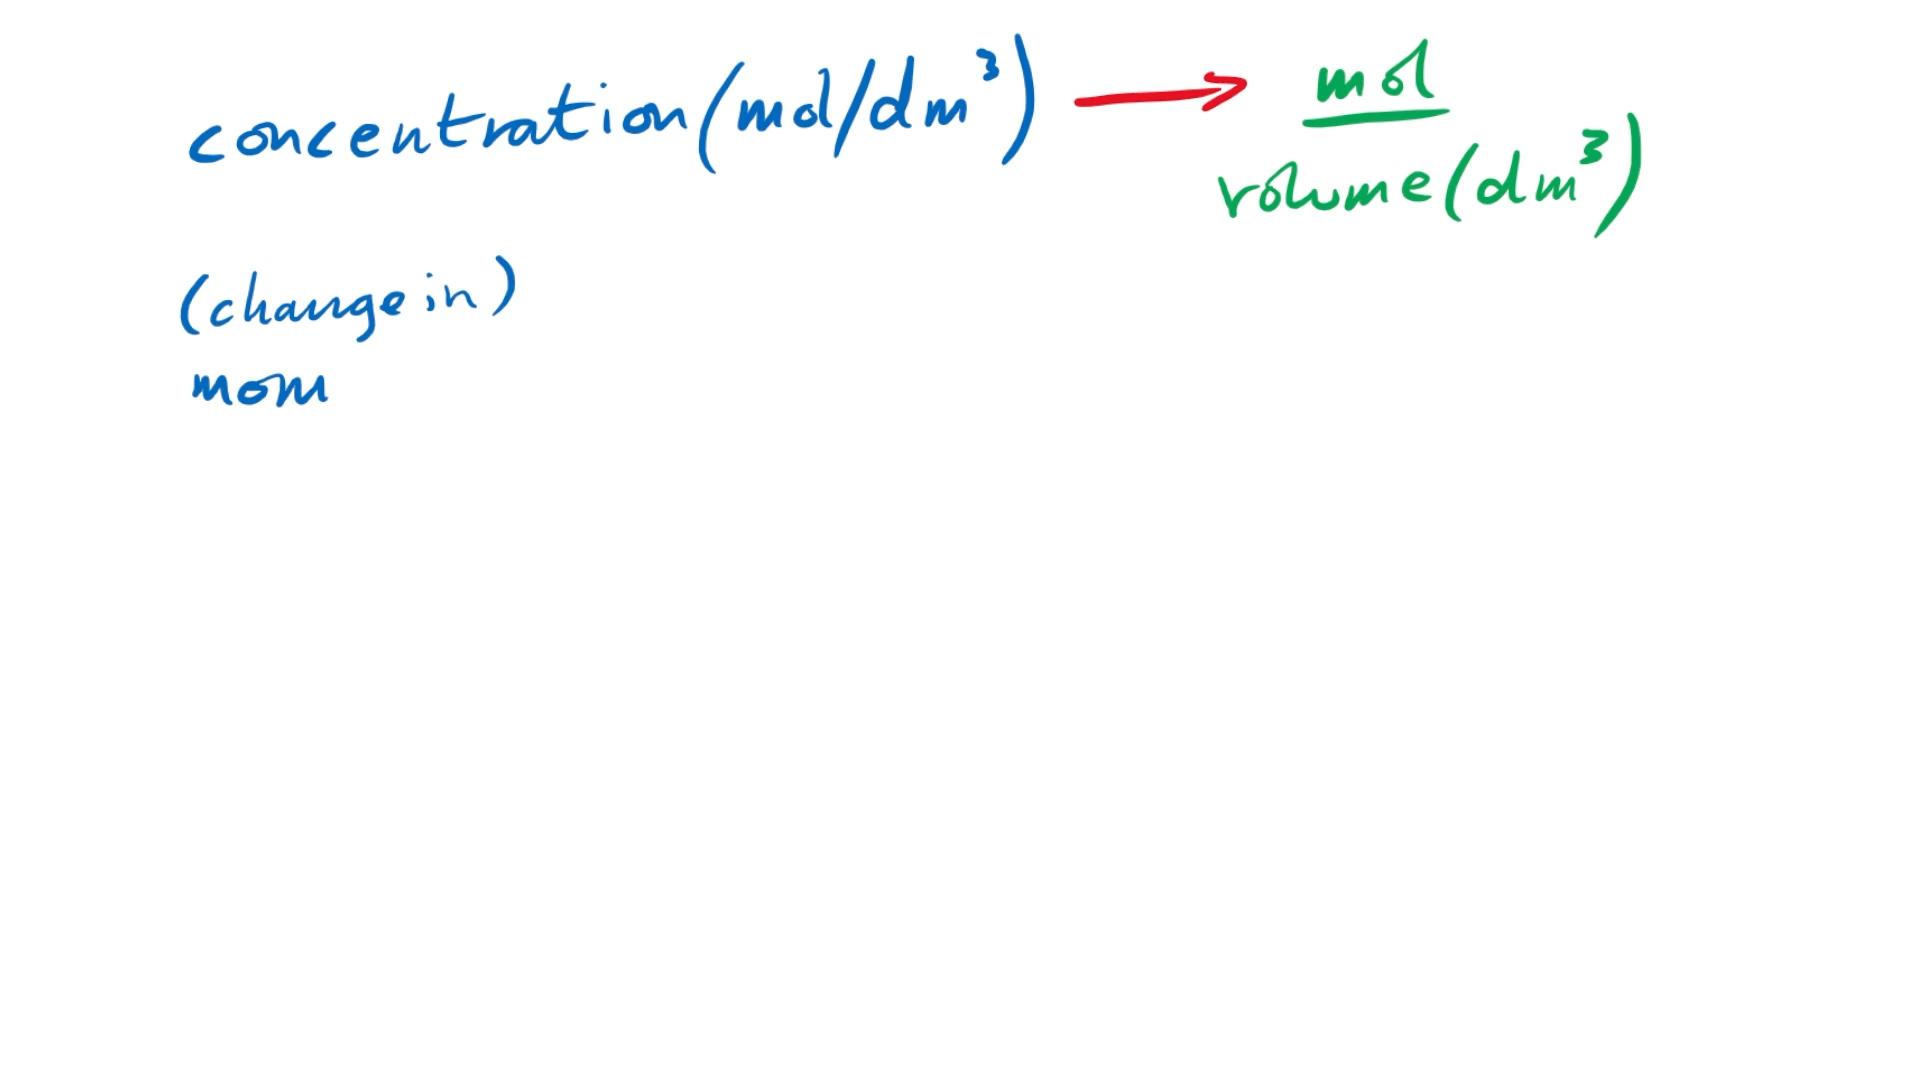 concentration(mol/dm³) → mol
volume(dm³)
(change in)
mom